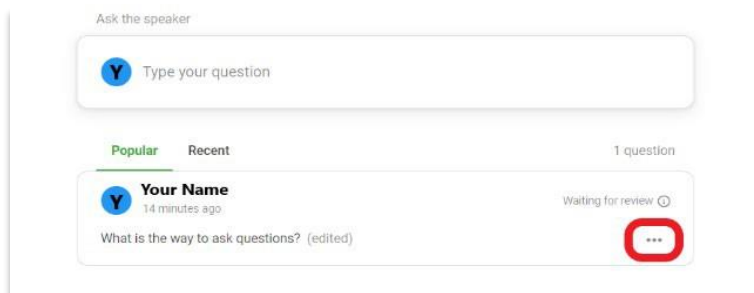 Ask the speaker
Y Type your question
Popular Recent 1 question
Y Your Name
14 minutes ago
Waiting for review
What is the way to ask questions? (edited)